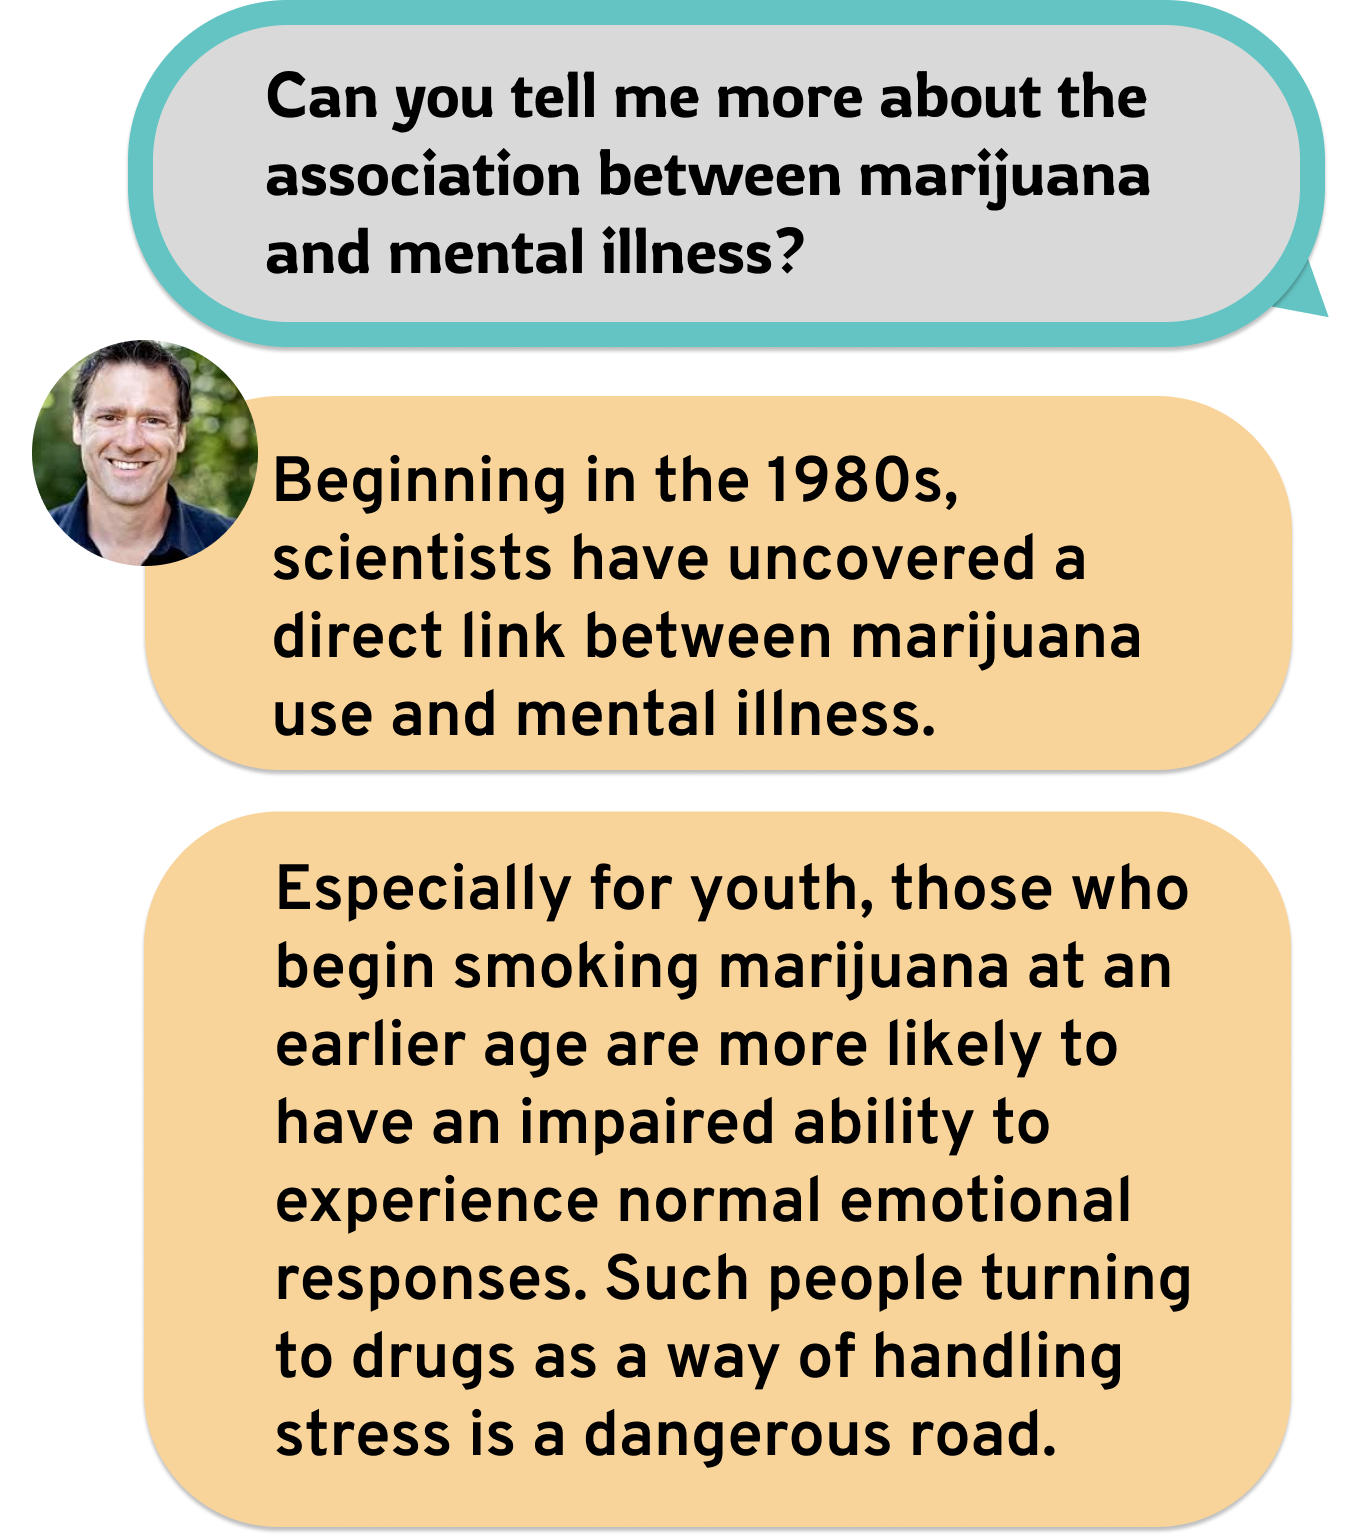 Can you tell me more about the
association between marijuana
and mental illness?
Beginning in the 1980s,
scientists have uncovered a
direct link between marijuana
use and mental illness.
Especially for youth, those who
begin smoking marijuana at an
earlier age are more likely to
have an impaired ability to
experience normal emotional
responses. Such people turning
to drugs as a way of handling
stress is a dangerous road.